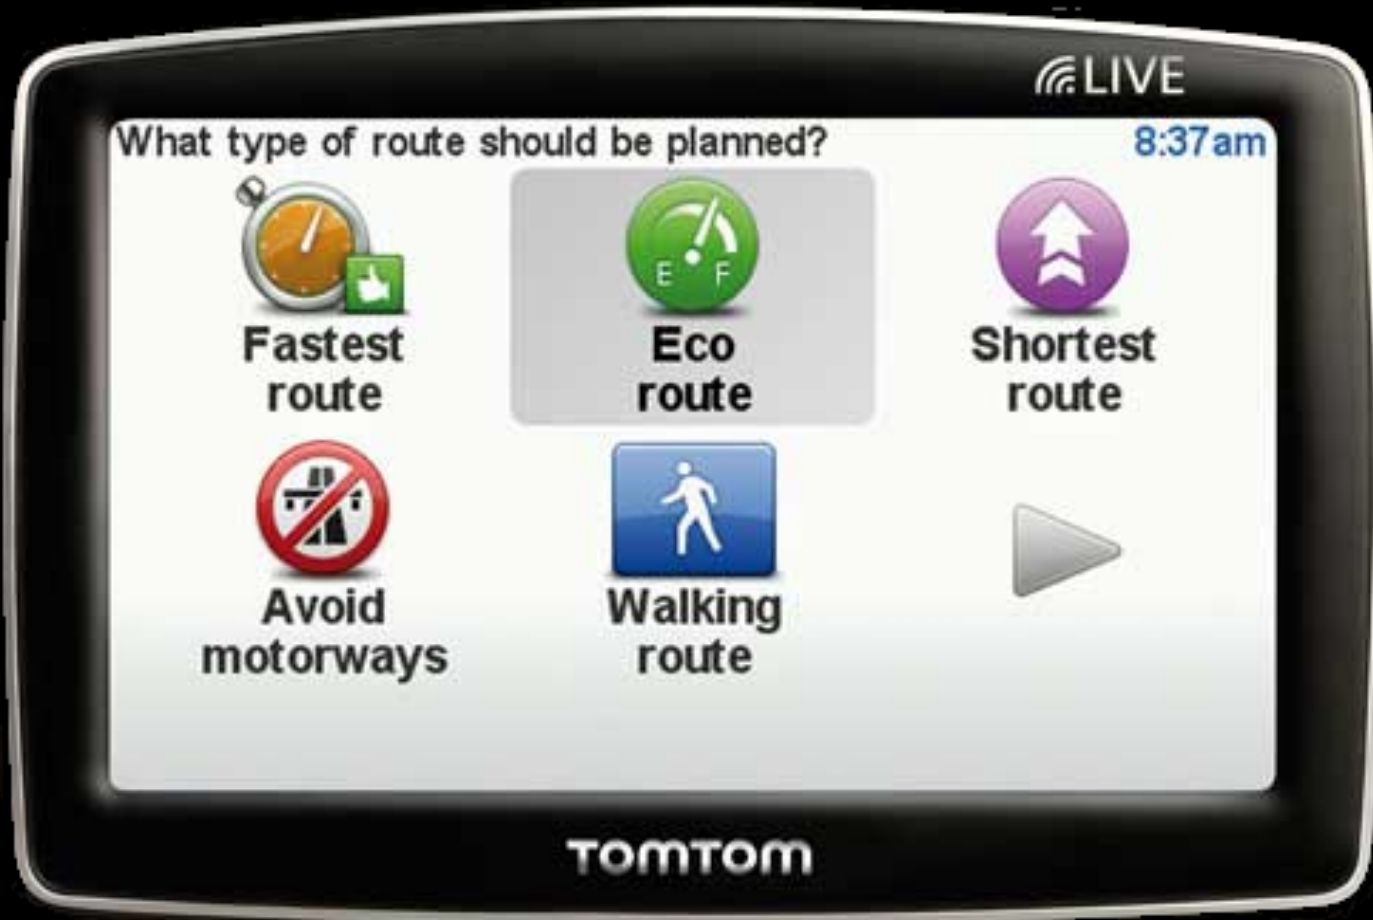 LIVE
What type of route should be planned? 8:37am
Fastest
route
Eco
route
Shortest
route
E F
Avoid
motorways
Walking
route
TOMTOM